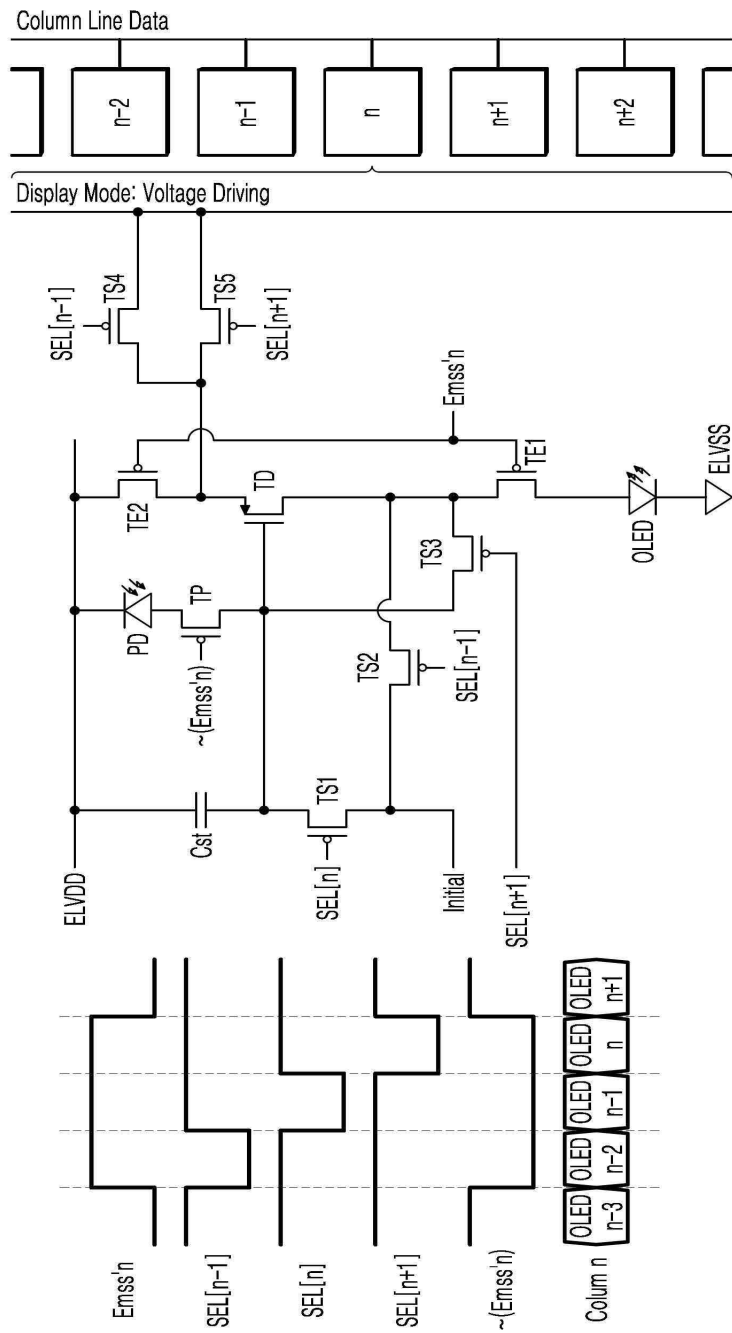 Column Line Data
n-2
n-1
n
n+1
n+2
Display Mode: Voltage Driving
SEL[n-1]
TS4
TS5
SEL[n+1]
Emss'n
TE2
TD
TE1
OLED
ELVSS
PD
TP
~(Emss'n)
TS3
TS2
SEL[n-1]
ELVDD
Cst
TS1
SEL[n]
Initial
SEL[n+1]
Emss'n
SEL[n-1]
SEL[n]
SEL[n+1]
~(Emss'n)
Colum n
OLED
n-3
OLED
n-2
OLED
n-1
OLED
n
OLED
n+1